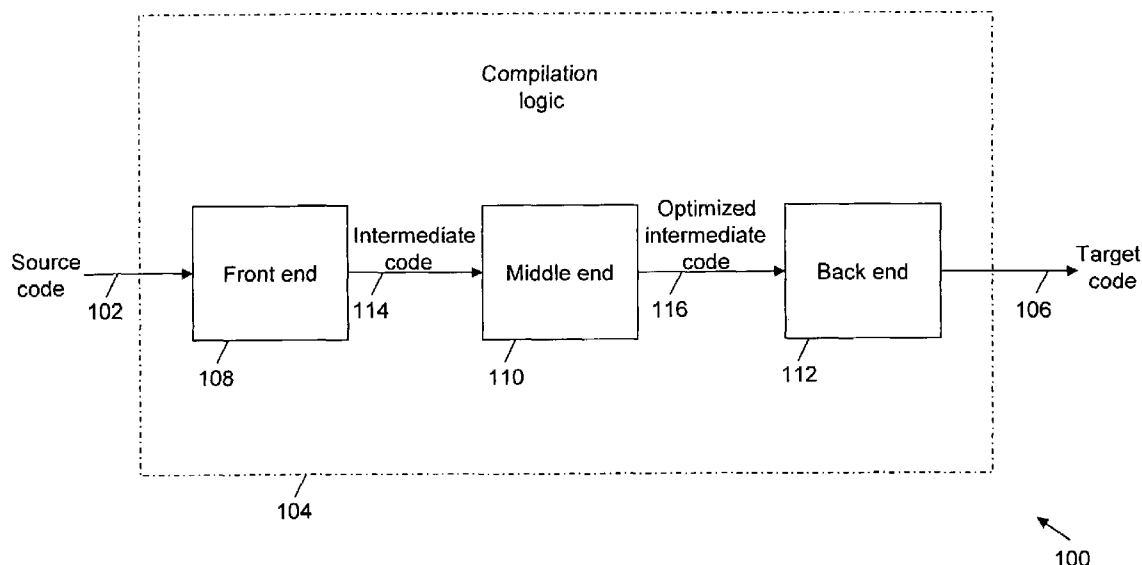 Compilation
logic
Source
code
102
Front end
108
Intermediate
code
114
Middle end
110
Optimized
intermediate
code
116
Back end
112
Target
code
106
104
100